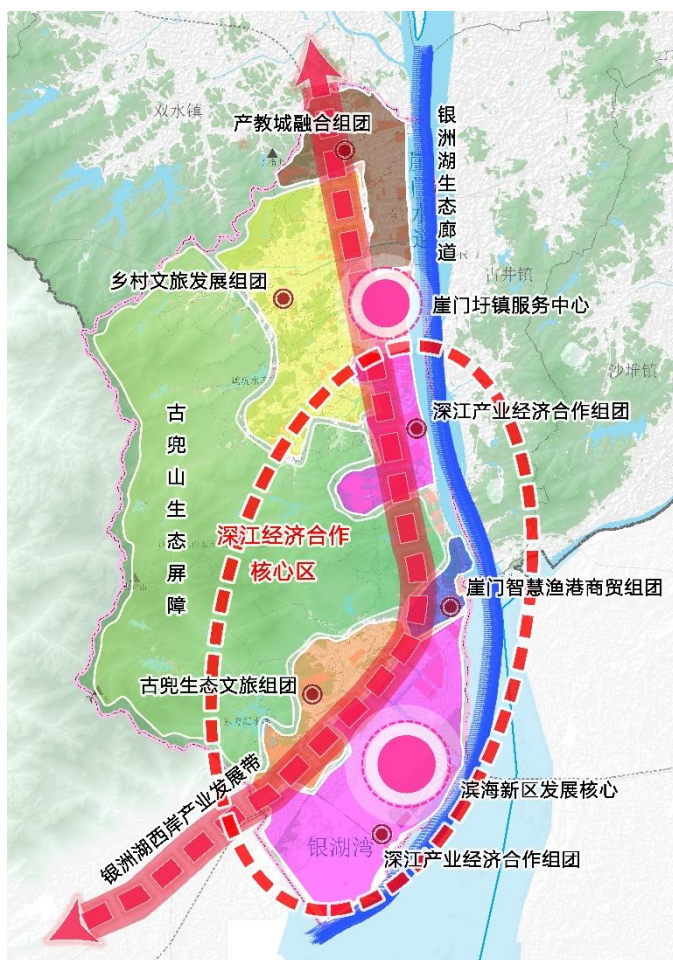 双水镇
产教城融合组团
银洲湖生态廊道
乡村文旅发展组团
古井镇
崖门圩镇服务中心
沙堆镇
深江产业经济合作组团
古兜山生态屏障
深江经济合作
核心区
崖门智慧渔港商贸组团
古兜生态文旅组团
银洲湖西岸产业发展带
滨海新区发展核心
银湖湾
深江产业经济合作组团